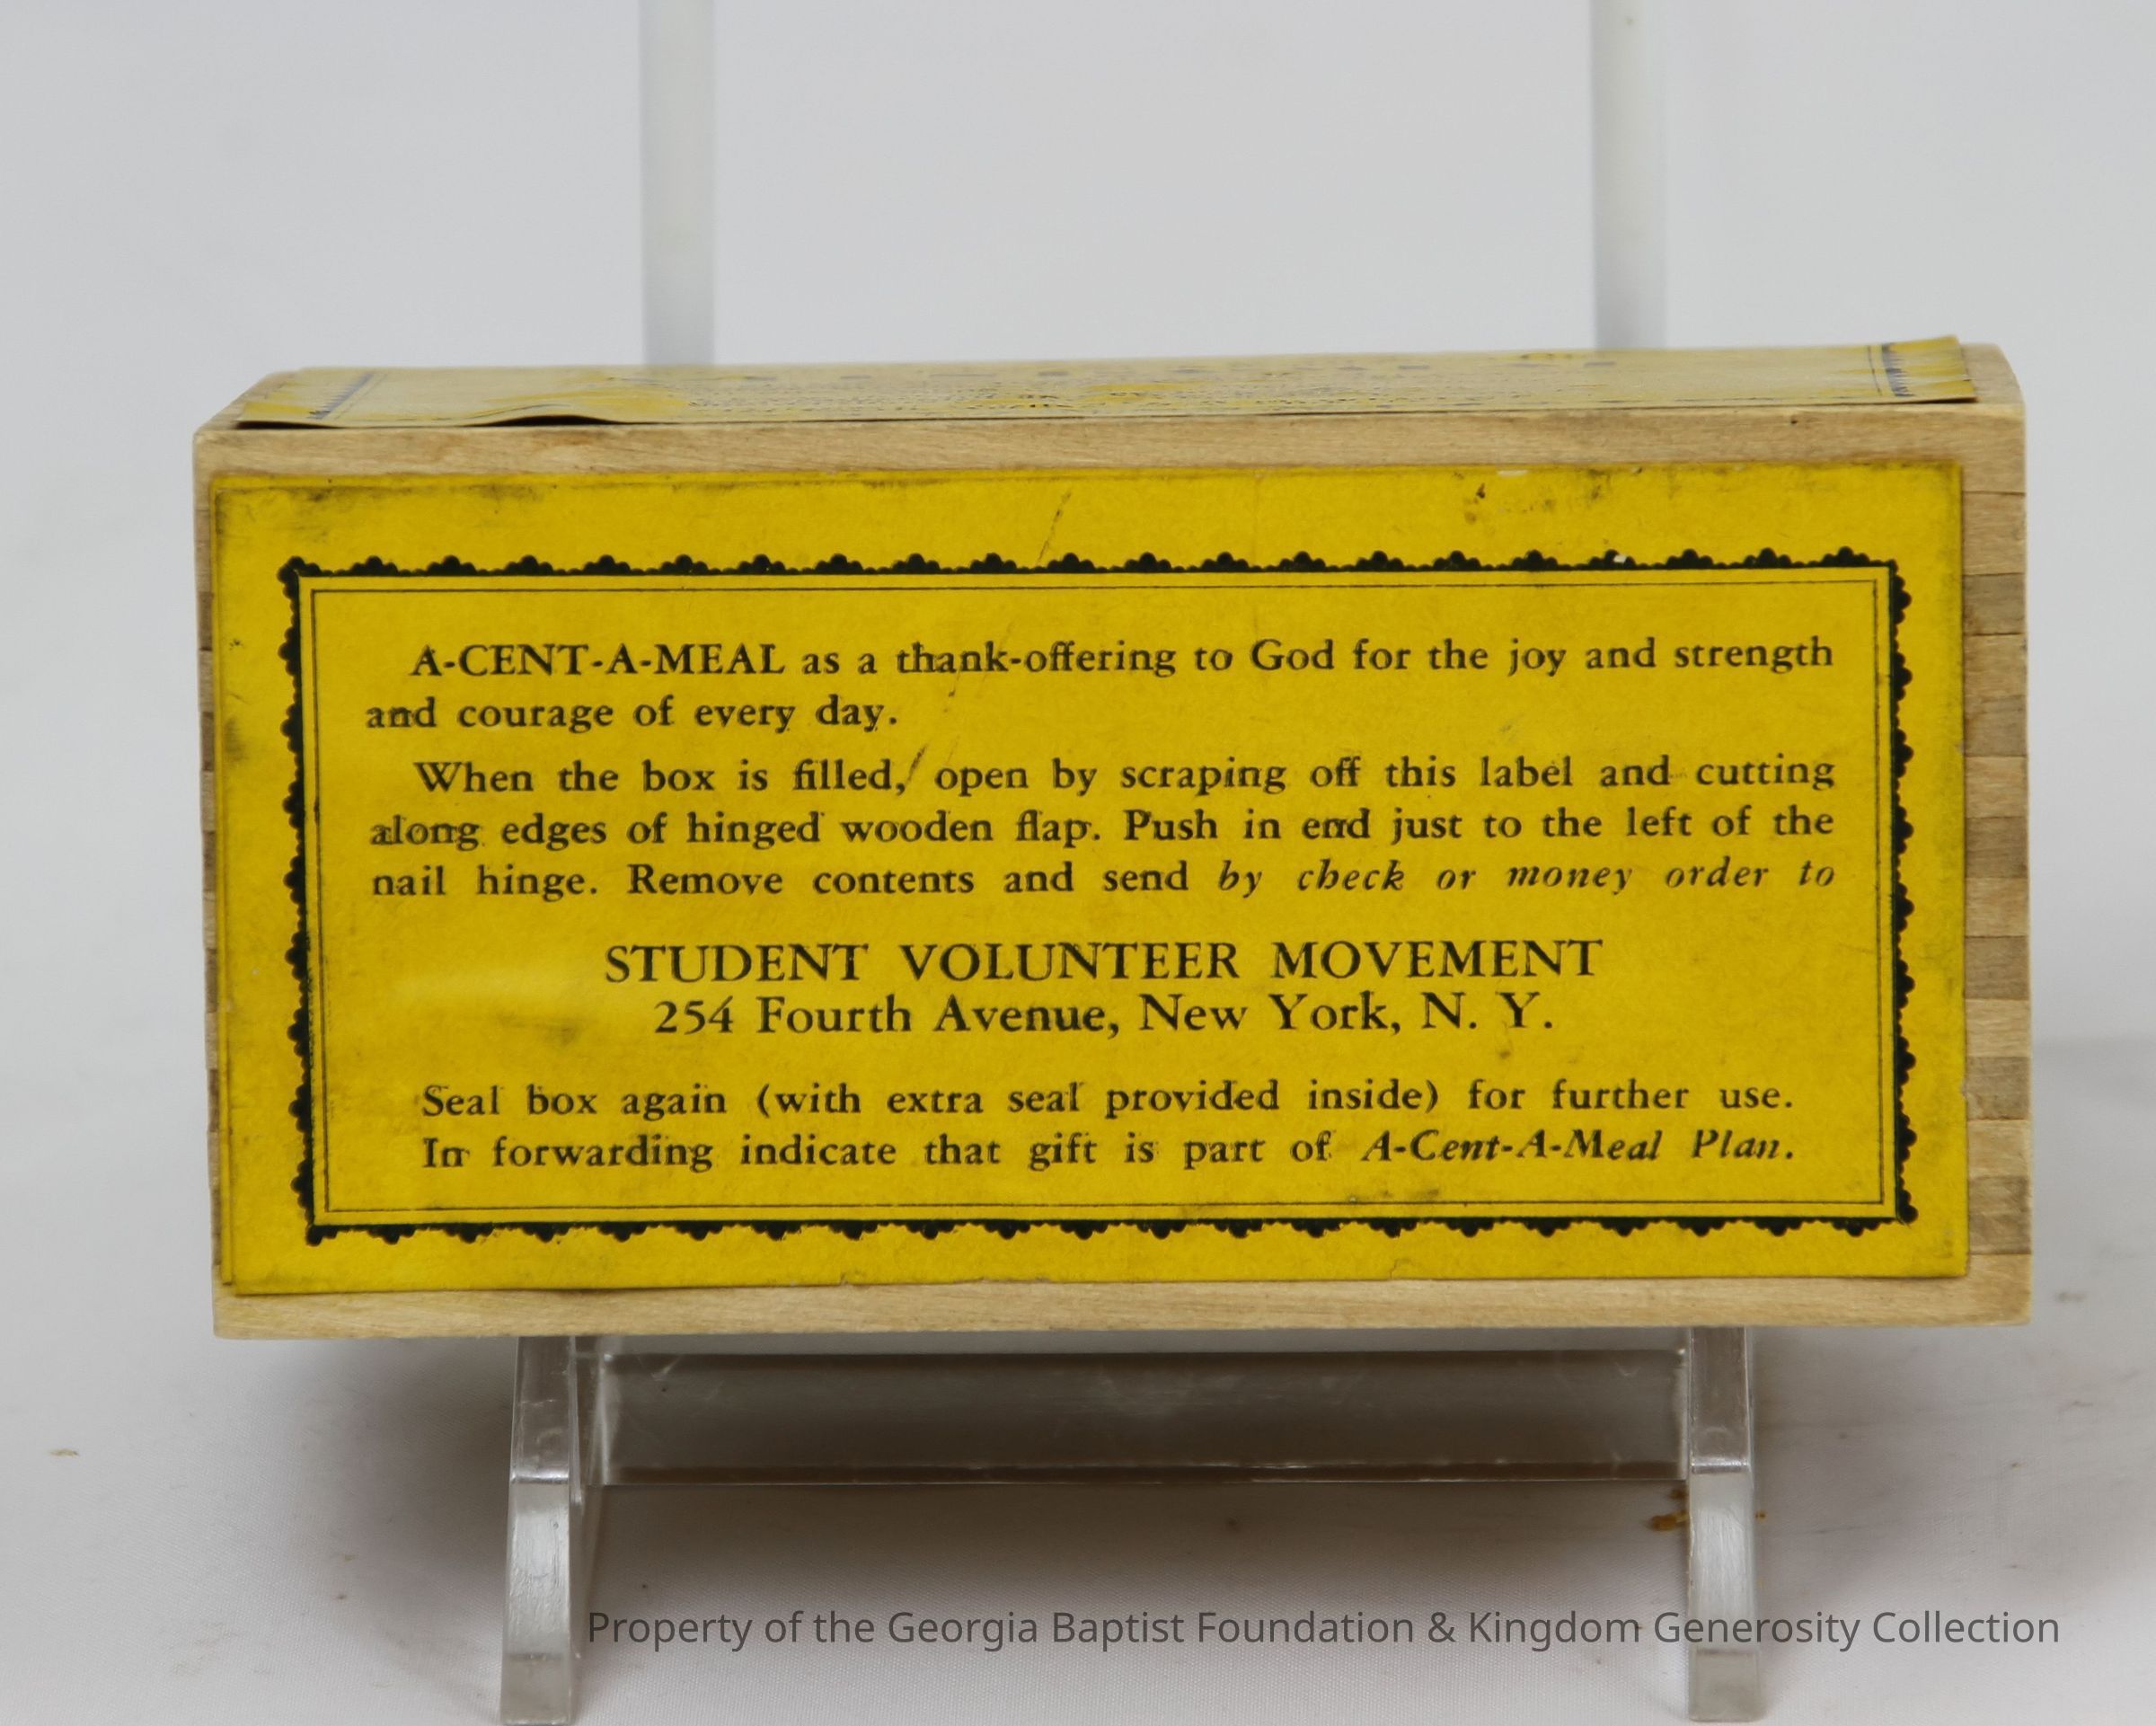 A-CENT-A-MEAL as a thank-offering to God for the joy and strength
and courage of every day.
When the box is filled, open by scraping off this label and cutting
along edges of hinged wooden flap. Push in end just to the left of the
nail hinge. Remove contents and send by check or money order to
STUDENT VOLUNTEER MOVEMENT
254 Fourth Avenue, New York, N. Y.
Seal box again (with extra seal provided inside) for further use.
In forwarding indicate that gift is part of A-Cent-A-Meal Plan.
Property of the Georgia Baptist Foundation & Kingdom Generosity Collection